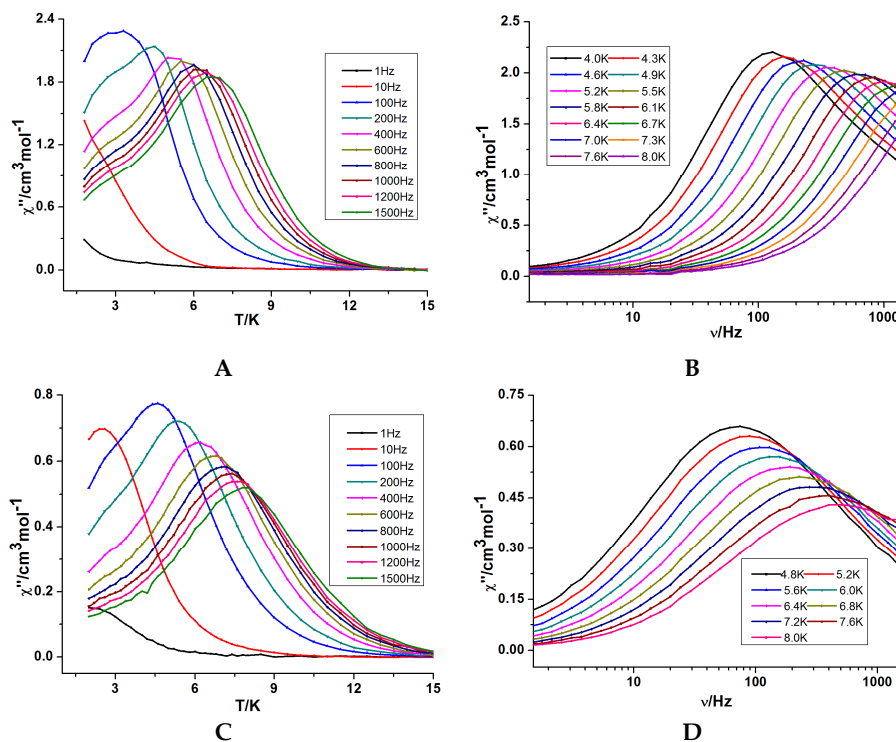 2.4
1.8
1.2
0.6
0.0
χ''/cm³mol⁻¹
3 6 9 12 15
T/K
1Hz
10Hz
100Hz
200Hz
400Hz
600Hz
800Hz
1000Hz
1200Hz
1500Hz
A
2.5
2.0
1.5
1.0
0.5
0.0
χ''/cm³mol⁻¹
10 100 1000
ν/Hz
4.0K 4.3K
4.6K 4.9K
5.2K 5.5K
5.8K 6.1K
6.4K 6.7K
7.0K 7.3K
7.6K 8.0K
B
0.8
0.6
0.4
0.2
0.0
χ''/cm³mol⁻¹
3 6 9 12 15
T/K
1Hz
10Hz
100Hz
200Hz
400Hz
600Hz
800Hz
1000Hz
1200Hz
1500Hz
C
0.75
0.60
0.45
0.30
0.15
0.00
χ''/cm³mol⁻¹
10 100 1000
ν/Hz
4.8K 5.2K
5.6K 6.0K
6.4K 6.8K
7.2K 7.6K
8.0K
D